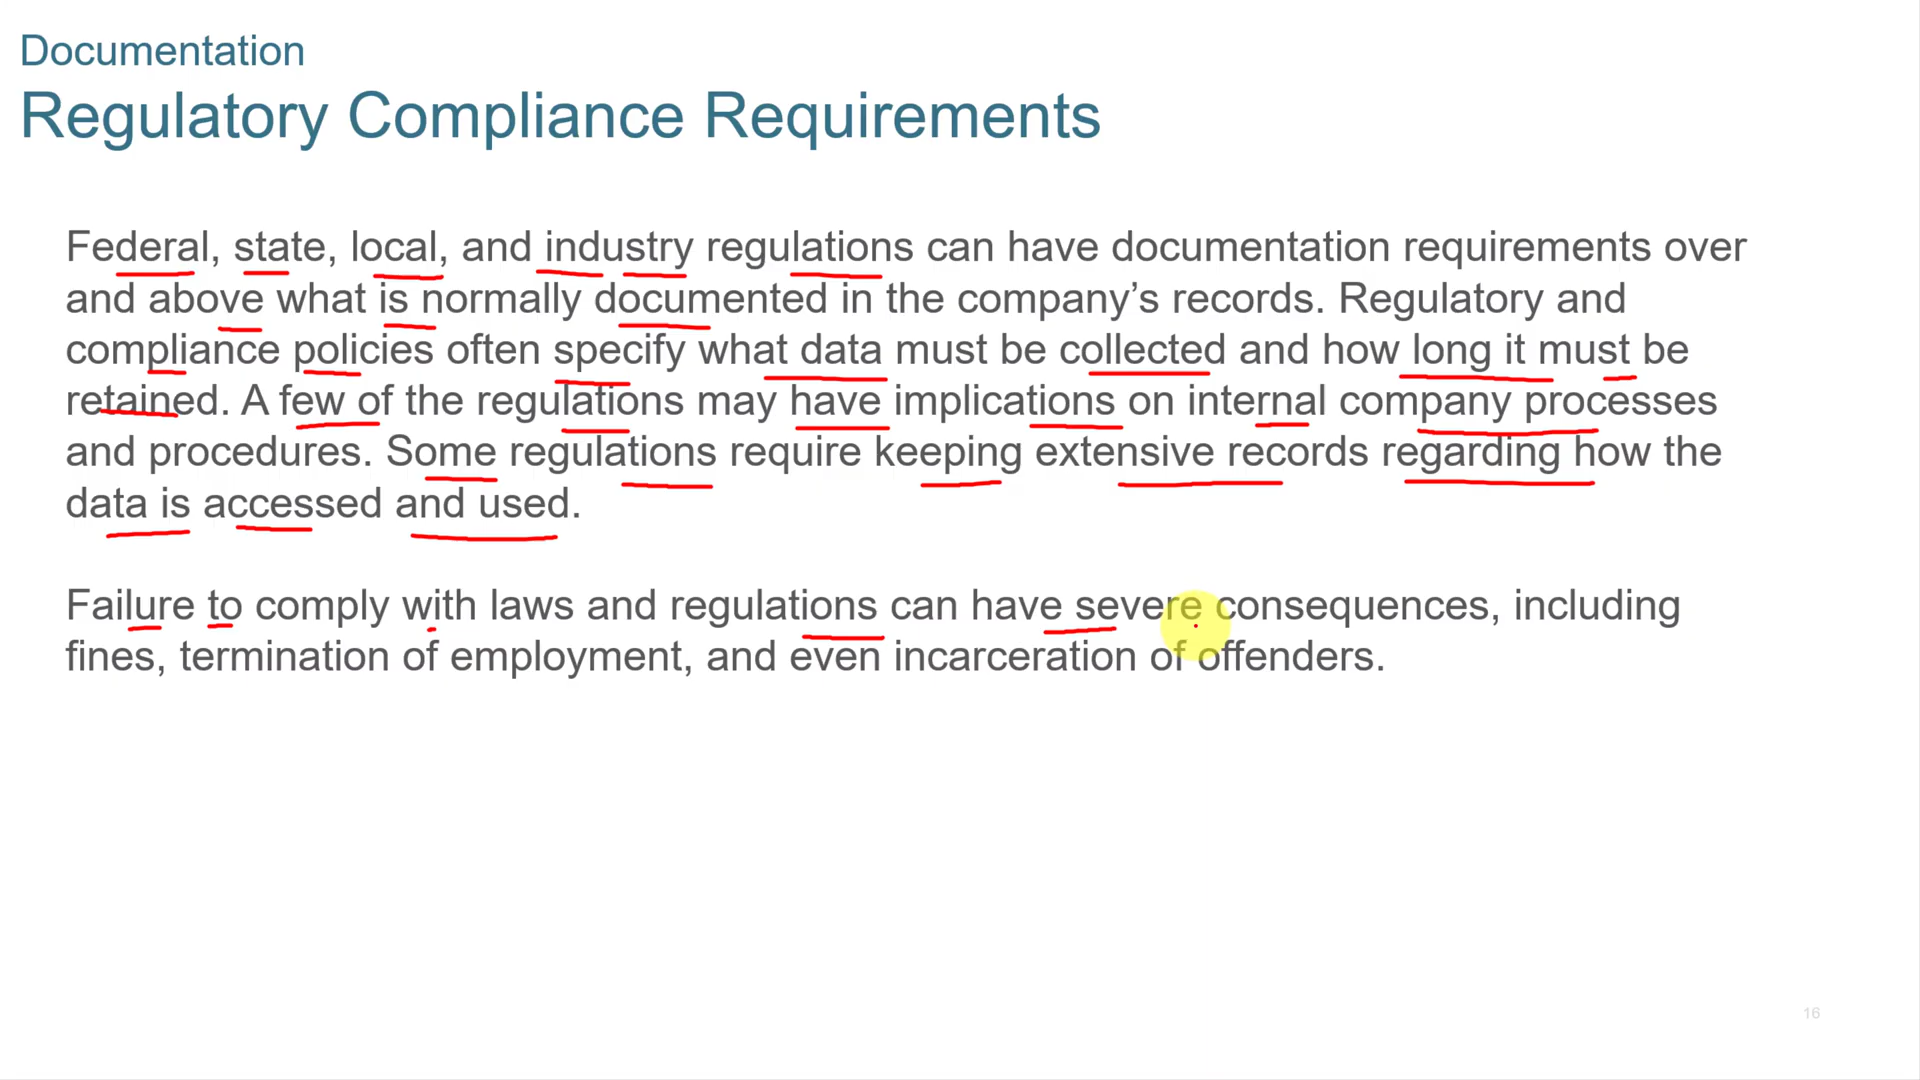 Documentation
Regulatory Compliance Requirements
Federal, state, local, and industry regulations can have documentation requirements over
and above what is normally documented in the company’s records. Regulatory and
compliance policies often specify what data must be collected and how long it must be
retained. A few of the regulations may have implications on internal company processes
and procedures. Some regulations require keeping extensive records regarding how the
data is accessed and used.
Failure to comply with laws and regulations can have severe consequences, including
fines, termination of employment, and even incarceration of offenders.
16